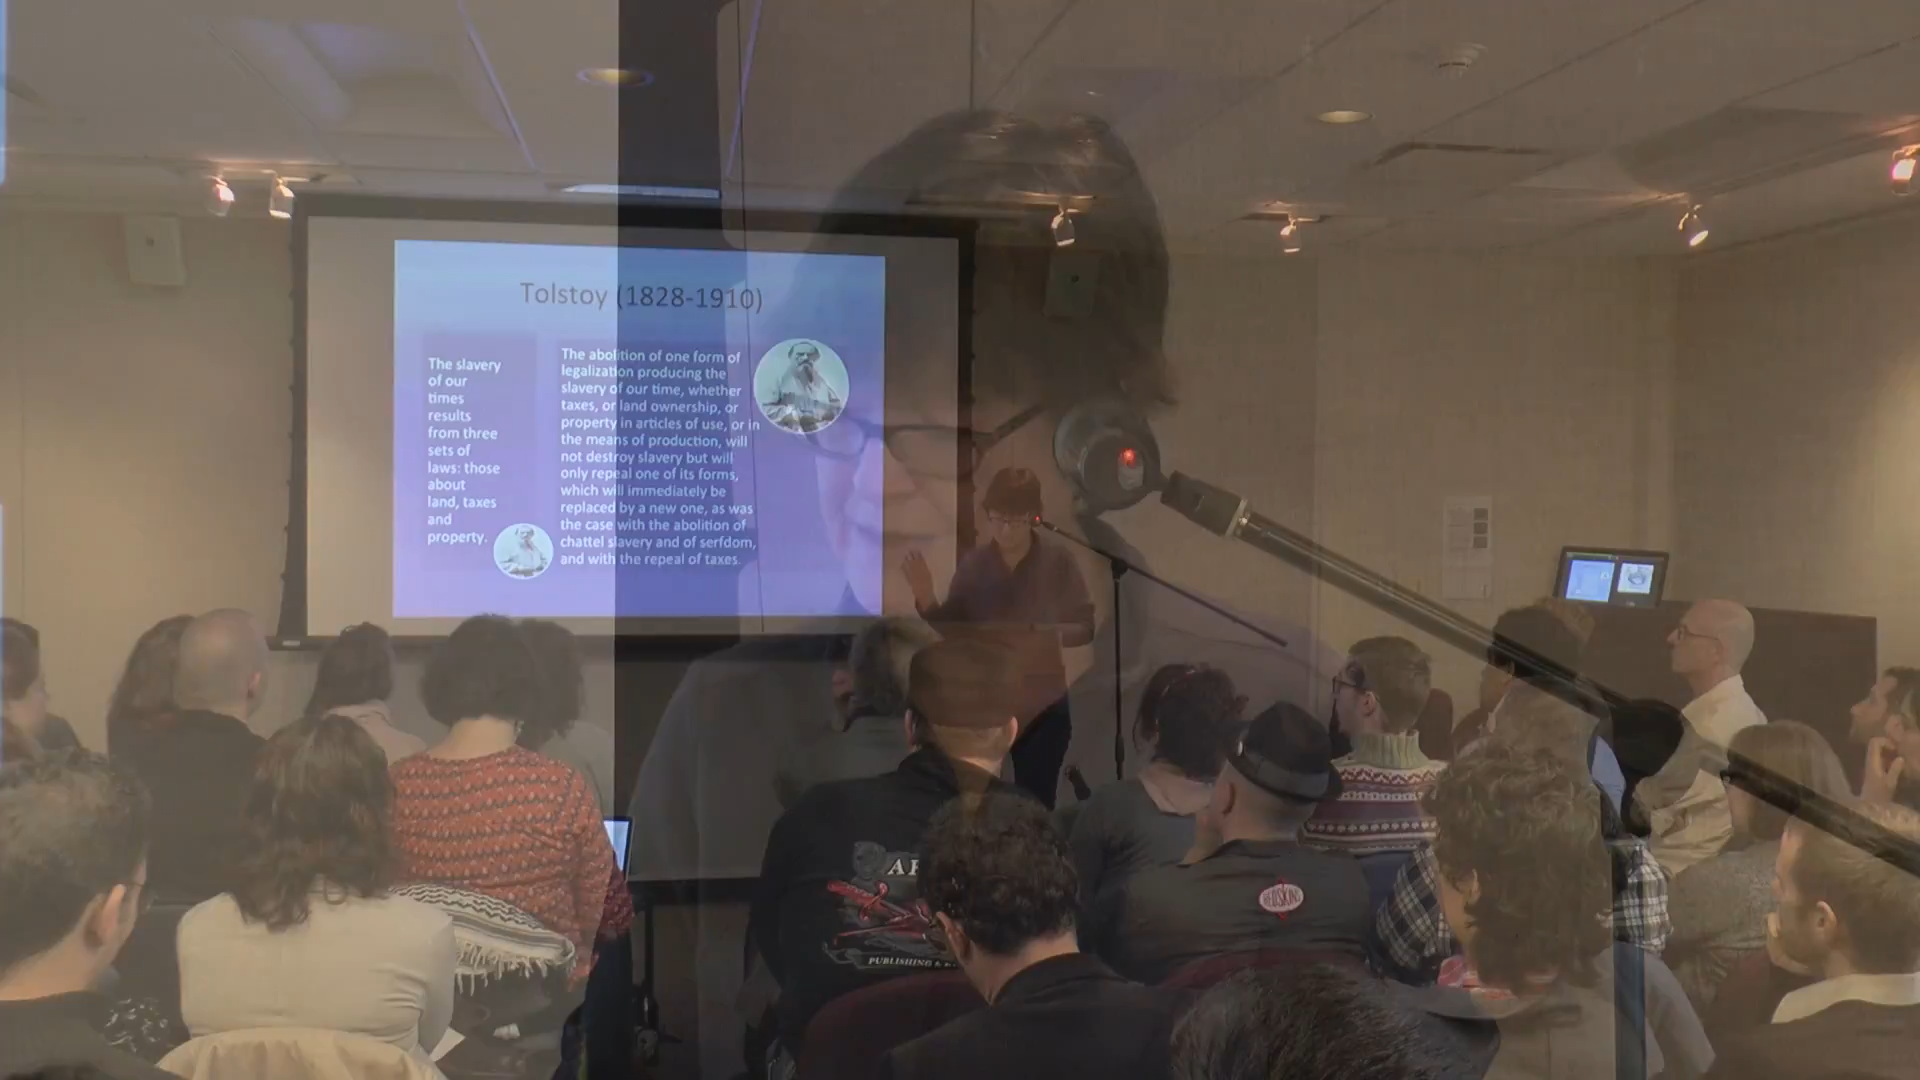 Tolstoy (1828-1910)
The slavery
of our
times
results
from three
sets of
laws: those
about
land, taxes
and
property.
The abolition of one form of
legalization producing the
slavery of our time, whether
taxes, or land ownership, or
property in articles of use, or in
the means of production, will
not destroy slavery but will
only repeal one of its forms,
which will immediately be
replaced by a new one, as was
the case with the abolition of
chattel slavery and of serfdom,
and with the repeal of taxes.
PUBLISHING &
REDSKINS